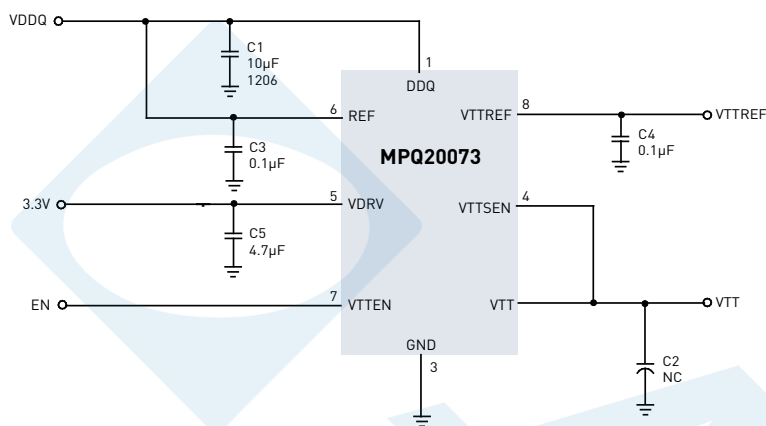 VDDQ
C1
10µF
1206
1
DDQ
6
REF
VTTREF
8
VTTREF
C3
0.1µF
MPQ20073
C4
0.1µF
3.3V
5
VDRV
VTTSEN
4
C5
4.7µF
EN
7
VTTEN
VTT
VTT
GND
3
C2
NC